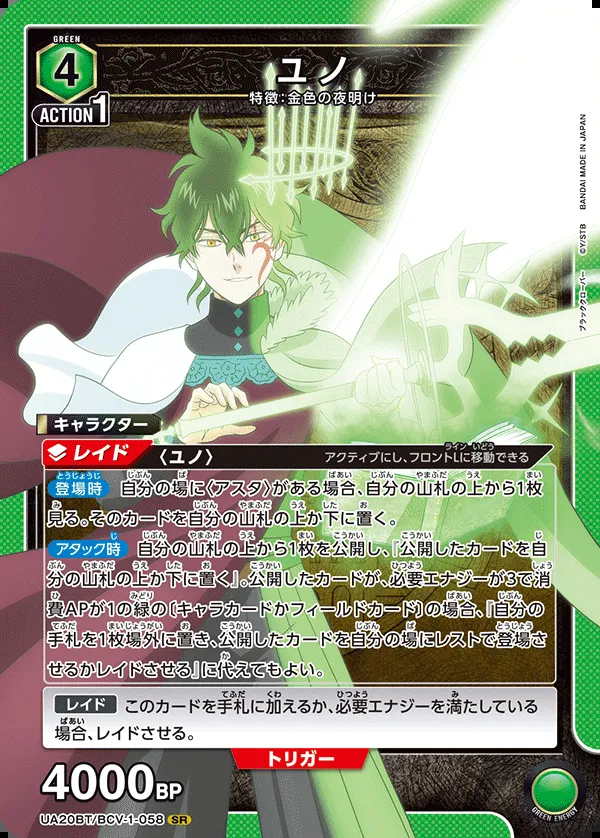 GREEN
4
ACTION 1
ユノ
特徴:金色の夜明け
ブラッククローバー ©Y/STB BANDAI MADE IN JAPAN
キャラクター
レイド 〈ユノ〉 アクティブにし、フロントLに移動できる
登場時 自分の場に〈アスタ〉がある場合、自分の山札の上から1枚
見る。そのカードを自分の山札の上か下に置く。
アタック時 自分の山札の上から1枚を公開し、『公開したカードを自
分の山札の上か下に置く』。公開したカードが、必要エナジーが3で消
費APが1の緑の〔キャラカードかフィールドカード〕の場合、『自分の
手札を1枚場外に置き、公開したカードを自分の場にレストで登場さ
せるかレイドさせる』に代えてもよい。
レイド このカードを手札に加えるか、必要エナジーを満たしている
場合、レイドさせる。
トリガー
4000BP
UA20BT/BCV-1-058 SR
GREEN ENERGY